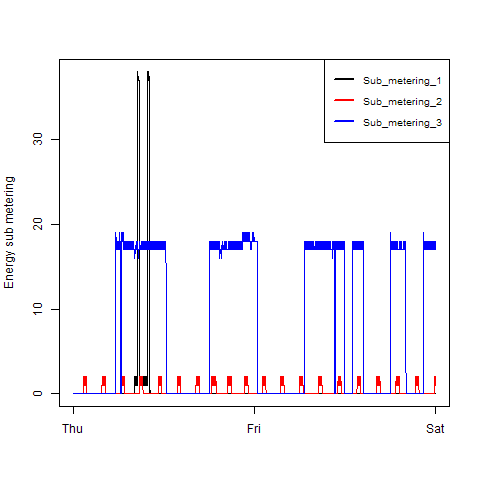 Sub_metering_1
Sub_metering_2
Sub_metering_3
Energy sub metering
30
20
10
0
Thu Fri Sat